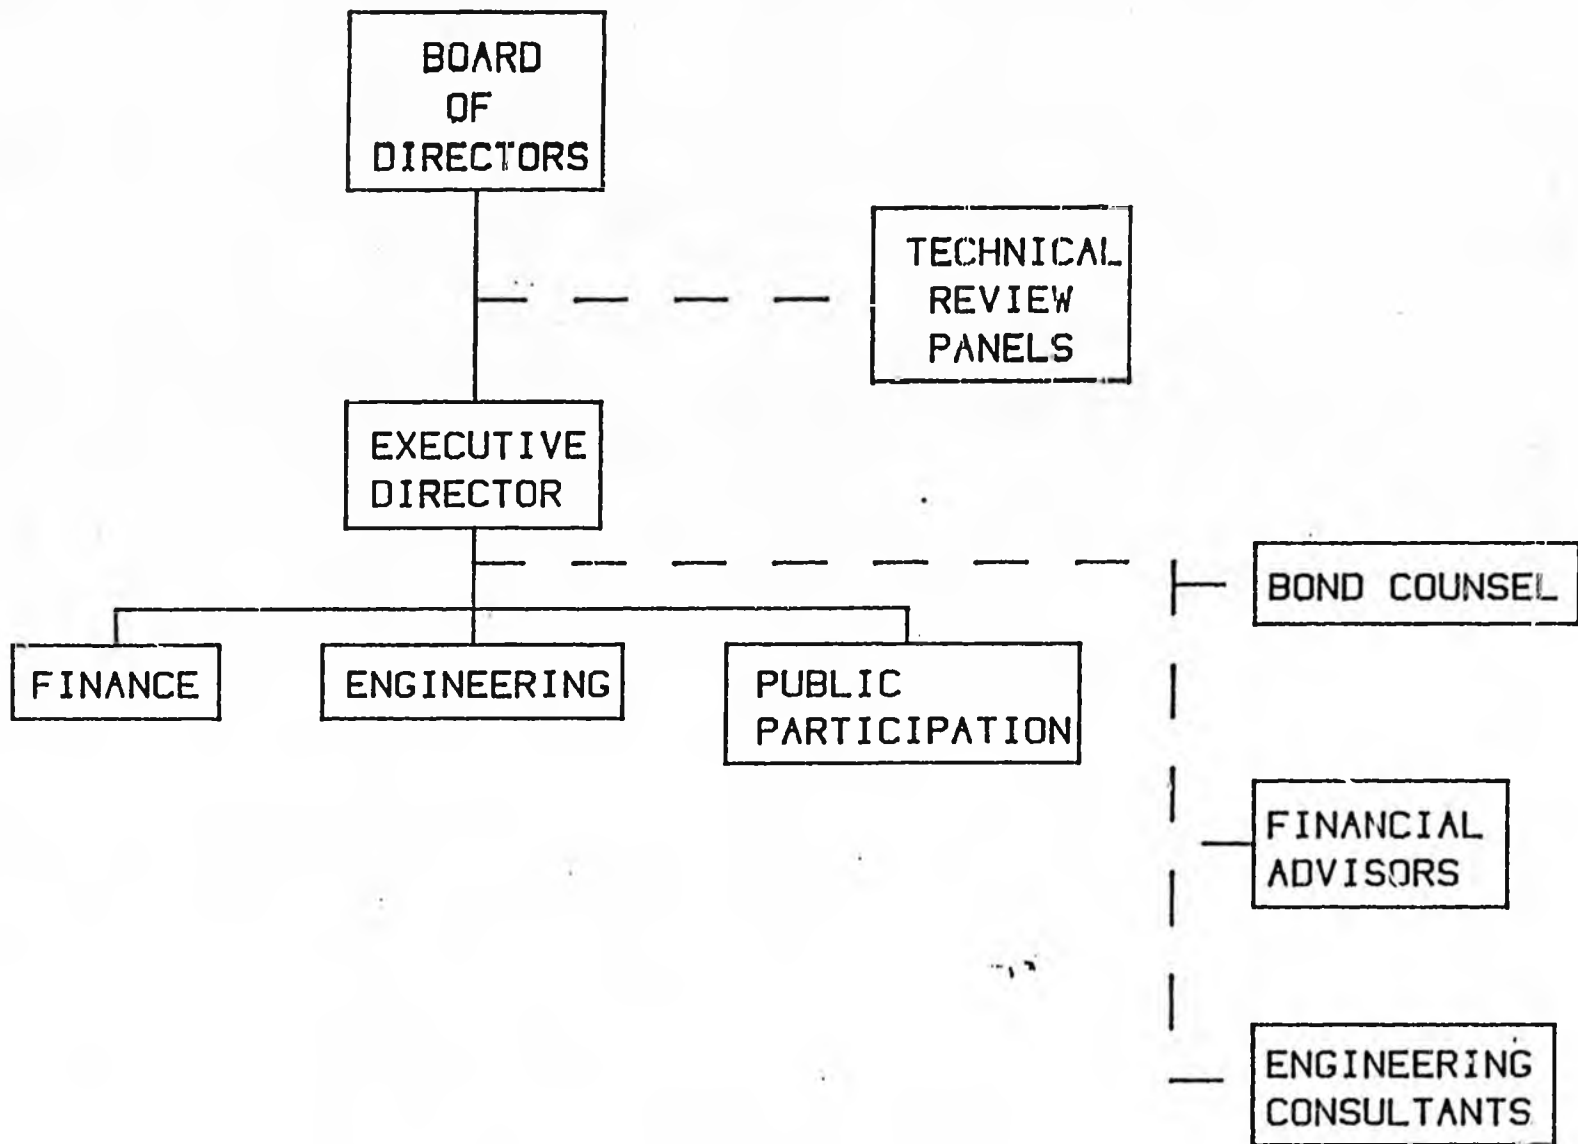 BOARD
OF
DIRECTORS
TECHNICAL
REVIEW
PANELS
EXECUTIVE
DIRECTOR
BOND COUNSEL
FINANCE
ENGINEERING
PUBLIC
PARTICIPATION
FINANCIAL
ADVISORS
ENGINEERING
CONSULTANTS